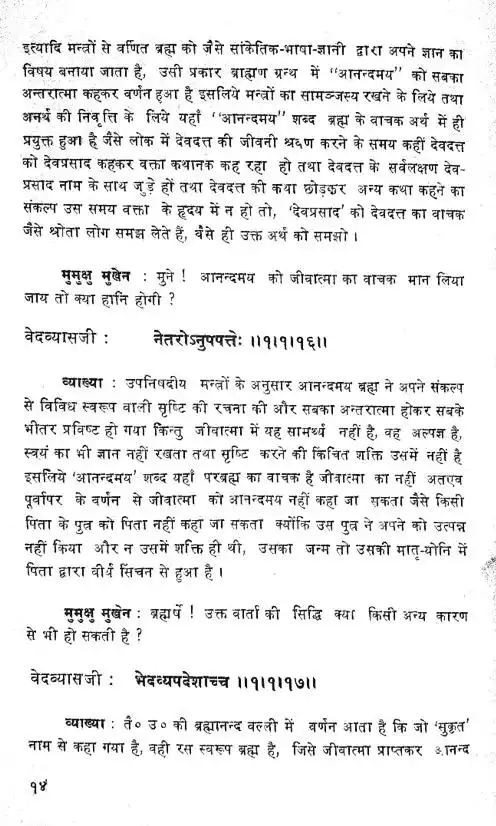 इत्यादि मन्त्रों से वर्णित ब्रह्म को जैसे सांकेतिक-भाषा-ज्ञानी द्वारा अपने ज्ञान का
विषय बनाया जाता है, उसी प्रकार ब्राह्मण ग्रन्थ में "आनन्दमय" को सबका
अन्तरात्मा कहकर वर्णन हुआ है इसलिये मन्त्रों का सामञ्जस्य रखने के लिये तथा
अनर्थ की निवृत्ति के लिये यहाँ "आनन्दमय" शब्द ब्रह्म के वाचक अर्थ में ही
प्रयुक्त हुआ है जैसे लोक में देवदत्त की जीवनी श्रवण करने के समय कहीं देवदत्त
को देवप्रसाद कहकर वक्ता कथानक कह रहा हो तथा देवदत्त के सर्वलक्षण देव-
प्रसाद नाम के साथ जुड़े हों तथा देवदत्त की कथा छोड़कर अन्य कथा कहने का
संकल्प उस समय वक्ता के हृदय में न हो तो, 'देवप्रसाद' को देवदत्त का वाचक
जैसे श्रोता लोग समझ लेते हैं, वैसे ही उक्त अर्थ को समझो ।
मुमुक्षु मुखेन : मुने ! आनन्दमय को जीवात्मा का वाचक मान लिया
जाय तो क्या हानि होगी ?
वेदव्यासजी : नेतरोऽनुपपत्तेः ।।१।१।१६।।
व्याख्या : उपनिषदीय मन्त्रों के अनुसार आनन्दमय ब्रह्म ने अपने संकल्प
से विविध स्वरूप वाली सृष्टि की रचना की और सबका अन्तरात्मा होकर सबके
भीतर प्रविष्ट हो गया किन्तु जीवात्मा में यह सामर्थ्य नहीं है, वह अल्पज्ञ है,
स्वयं का भी ज्ञान नहीं रखता तथा सृष्टि करने की किंचित शक्ति उसमें नहीं है
इसलिये 'आनन्दमय' शब्द यहाँ परब्रह्म का वाचक है जीवात्मा का नहीं अतएव
पूर्वापर के वर्णन से जीवात्मा को आनन्दमय नहीं कहा जा सकता जैसे किसी
पिता के पुत्र को पिता नहीं कहा जा सकता क्योंकि उस पुत्र ने अपने को उत्पन्न
नहीं किया और न उसमें शक्ति ही थी, उसका जन्म तो उसकी मातृ-योनि में
पिता द्वारा वीर्य सिंचन से हुआ है ।
मुमुक्षु मुखेन : ब्रह्मर्षे ! उक्त वार्ता की सिद्धि क्या किसी अन्य कारण
से भी हो सकती है ?
वेदव्यासजी : भेदव्यपदेशाच्च ।।१।१।१७।।
व्याख्या : तै० उ० की ब्रह्मानन्द वल्ली में वर्णन आता है कि जो 'सुकृत'
नाम से कहा गया है, वही रस स्वरूप ब्रह्म है, जिसे जीवात्मा प्राप्तकर आनन्द
१४